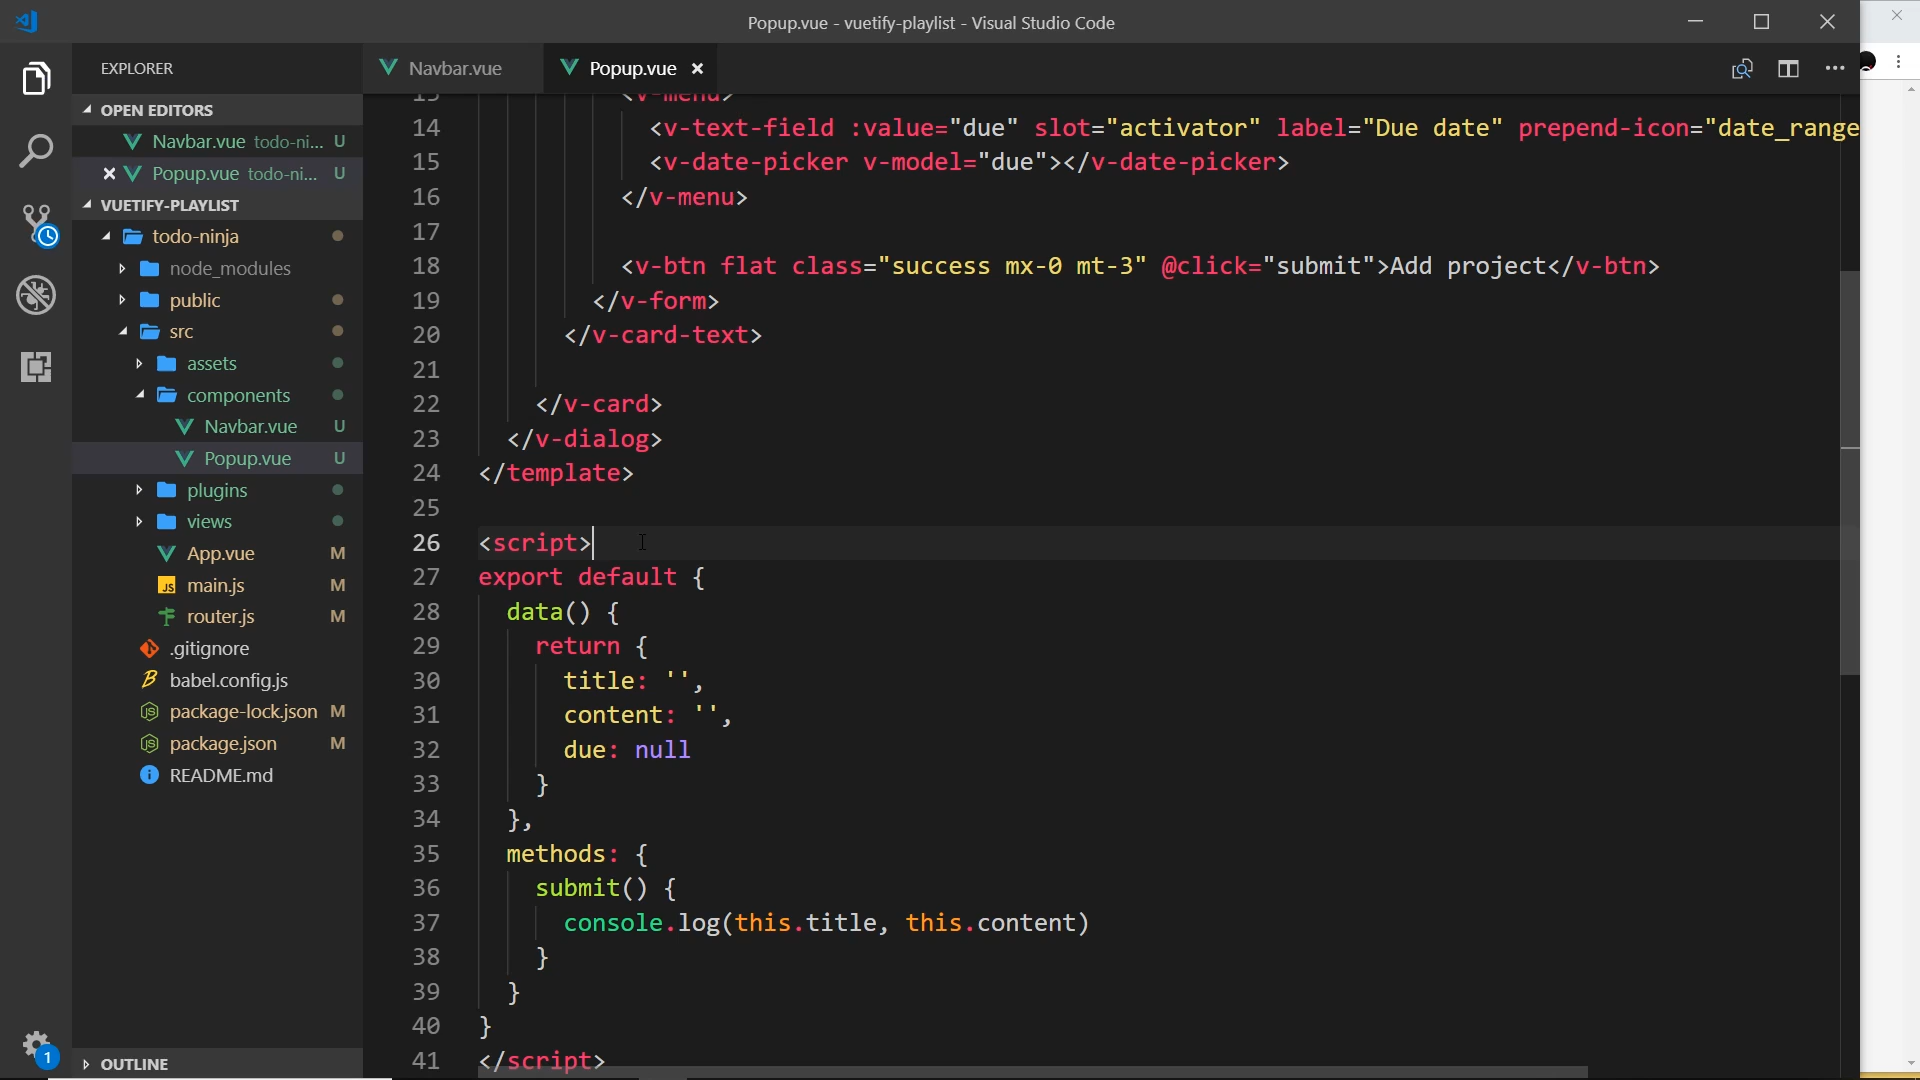 Popup.vue - vuetify-playlist - Visual Studio Code
EXPLORER
OPEN EDITORS
Navbar.vue todo-ni... U
Popup.vue todo-ni... U
VUETIFY-PLAYLIST
todo-ninja
node_modules
public
src
assets
components
Navbar.vue U
Popup.vue U
plugins
views
App.vue M
JS main.js M
router.js M
.gitignore
babel.config.js
package-lock.json M
package.json M
README.md
OUTLINE
1
Navbar.vue
Popup.vue
13 <v-menu>
14 <v-text-field :value="due" slot="activator" label="Due date" prepend-icon="date_range
15 <v-date-picker v-model="due"></v-date-picker>
16 </v-menu>
17
18 <v-btn flat class="success mx-0 mt-3" @click="submit">Add project</v-btn>
19 </v-form>
20 </v-card-text>
21
22 </v-card>
23 </v-dialog>
24 </template>
25
26 <script>
27 export default {
28 data() {
29 return {
30 title: '',
31 content: '',
32 due: null
33 }
34 },
35 methods: {
36 submit() {
37 console.log(this.title, this.content)
38 }
39 }
40 }
41 </script>